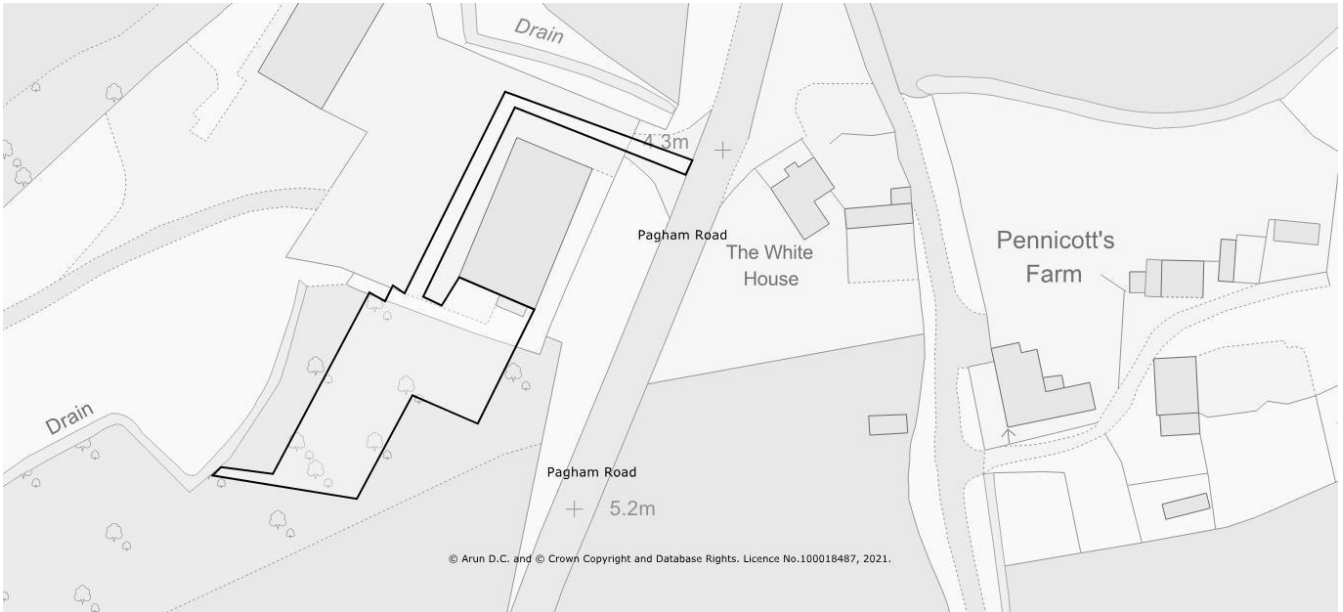 Drain
4.3m
Pagham Road
The White
House
Pennicott's
Farm
Drain
Pagham Road
5.2m
© Arun D.C. and © Crown Copyright and Database Rights. Licence No.100018487, 2021.